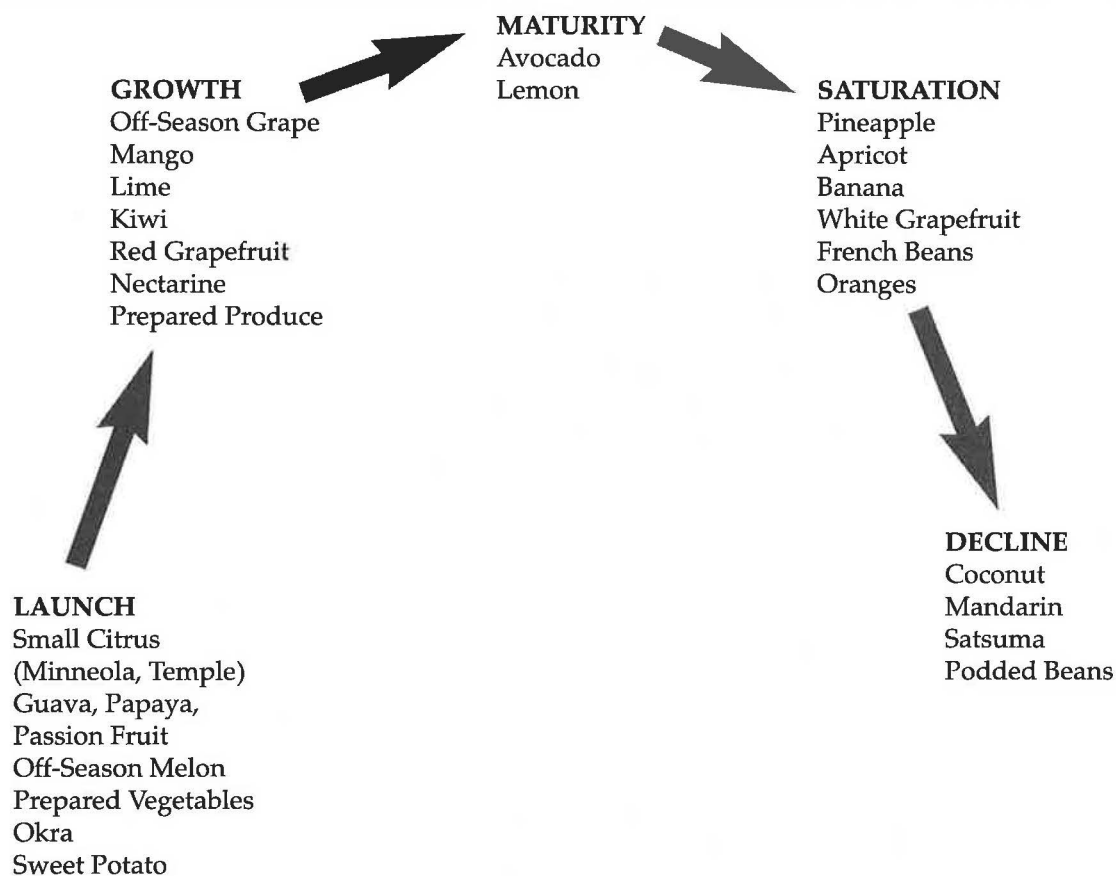 MATURITY
Avocado
Lemon
GROWTH
Off-Season Grape
Mango
Lime
Kiwi
Red Grapefruit
Nectarine
Prepared Produce
SATURATION
Pineapple
Apricot
Banana
White Grapefruit
French Beans
Oranges
LAUNCH
Small Citrus
(Minneola, Temple)
Guava, Papaya,
Passion Fruit
Off-Season Melon
Prepared Vegetables
Okra
Sweet Potato
DECLINE
Coconut
Mandarin
Satsuma
Podded Beans